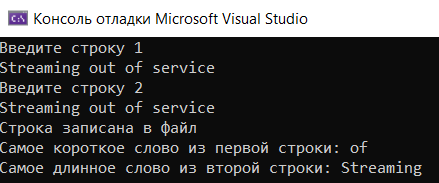 Консоль отладки Microsoft Visual Studio
Введите строку 1
Streaming out of service
Введите строку 2
Streaming out of service
Строка записана в файл
Самое короткое слово из первой строки: of
Самое длинное слово из второй строки: Streaming